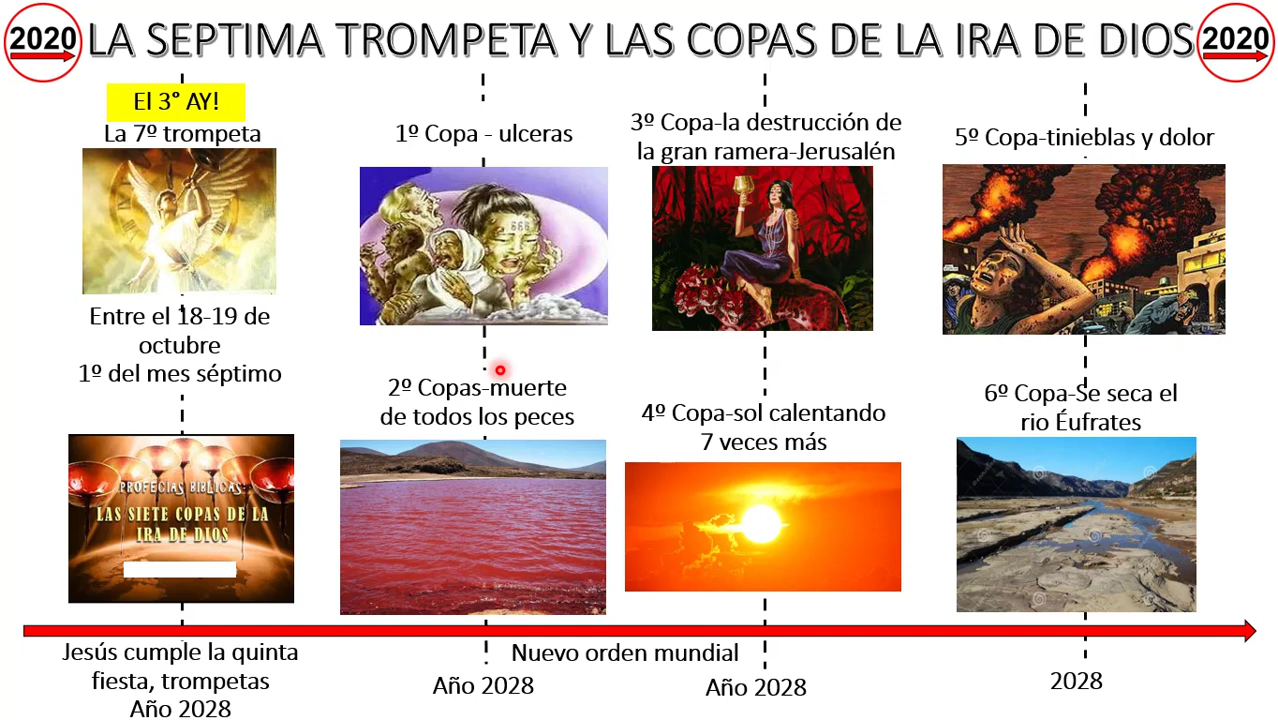 2020
LA SEPTIMA TROMPETA Y LAS COPAS DE LA IRA DE DIOS
2020
El 3° AY!
La 7º trompeta
Entre el 18-19 de
octubre
1º del mes séptimo
PROFECIAS BIBLICAS:
LAS SIETE COPAS DE LA
IRA DE DIOS
1º Copa - ulceras
666
2º Copas-muerte
de todos los peces
3º Copa-la destrucción de
la gran ramera-Jerusalén
4º Copa-sol calentando
7 veces más
5º Copa-tinieblas y dolor
6º Copa-Se seca el
rio Éufrates
Jesús cumple la quinta
fiesta, trompetas
Año 2028
Año 2028
Nuevo orden mundial
Año 2028
2028